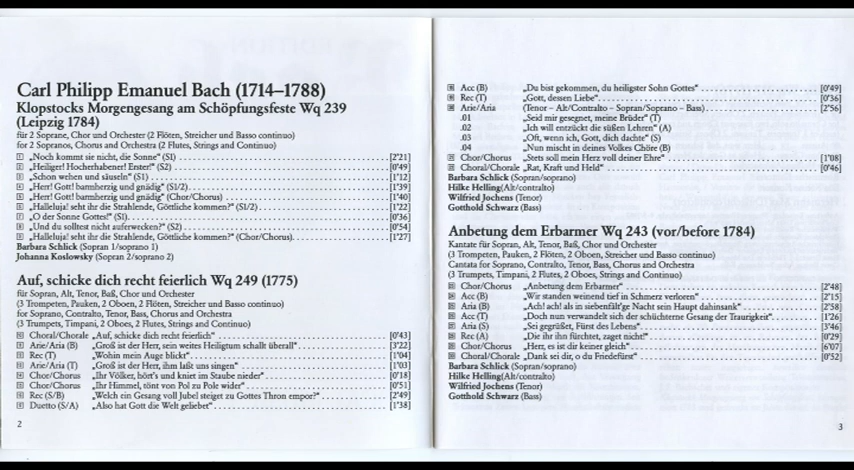 Carl Philipp Emanuel Bach (1714–1788)
Klopstocks Morgengesang am Schöpfungsfeste Wq 239
(Leipzig 1784)
für 2 Soprane, Chor und Orchester (2 Flöten, Streicher und Basso continuo)
for 2 Sopranos, Chorus and Orchestra (2 Flutes, Strings and Continuo)
„Noch kommt sie nicht, die Sonne“ (S1) [2'21]
„Heiliger! Hocherhabener! Erster!“ (S2) [0'49]
„Schon wehen und säuseln“ (S1) [1'12]
„Herr! Gott! barmherzig und gnädig“ (S1/2) [1'39]
„Herr! Gott! barmherzig und gnädig“ (Chor/Chorus) [1'40]
„Halleluja! seht ihr die Strahlende, Göttliche kommen?“ (S1/2) [1'22]
„O der Sonne Gottes!“ (S1) [0'36]
„Und du solltest nicht auferwecken?“ (S2) [0'54]
„Halleluja! seht ihr die Strahlende, Göttliche kommen?“ (Chor/Chorus) [1'27]
Barbara Schlick (Sopran 1/soprano 1)
Johanna Koslowsky (Sopran 2/soprano 2)
Auf, schicke dich recht feierlich Wq 249 (1775)
für Sopran, Alt, Tenor, Baß, Chor und Orchester
(3 Trompeten, Pauken, 2 Oboen, 2 Flöten, Streicher und Basso continuo)
for Soprano, Contralto, Tenor, Bass, Chorus and Orchestra
(3 Trumpets, Timpani, 2 Oboes, 2 Flutes, Strings and Continuo)
Choral/Chorale „Auf, schicke dich recht feierlich“ [0'43]
Arie/Aria (B) „Groß ist der Herr, sein weites Heiligtum schallt überall“ [3'22]
Rec (T) „Wohin mein Auge blickt“ [1'04]
Arie/Aria (T) „Groß ist der Herr, ihm laßt uns singen“ [1'03]
Chor/Chorus „Ihr Völker, hört's und kniet im Staube nieder“ [0'18]
Chor/Chorus „Ihr Himmel, tönt von Pol zu Pole wider“ [0'51]
Rec (S/B) „Welch ein Gesang voll Jubel steiget zu Gottes Thron empor?“ [2'49]
Duetto (S/A) „Also hat Gott die Welt geliebet“ [1'38]
2
Acc (B) „Du bist gekommen, du heiligster Sohn Gottes“ [0'49]
Rec (T) „Gott, dessen Liebe“ [0'36]
Arie/Aria (Tenor – Alt/Contralto – Sopran/Soprano – Bass) [2'56]
.01 „Seid mir gesegnet, meine Brüder“ (T)
.02 „Ich will entzückt die süßen Lehren“ (A)
.03 „Oft, wenn ich, Gott, dich dachte“ (S)
.04 „Nun mischt in deines Volkes Chöre (B)
Chor/Chorus „Stets soll mein Herz voll deiner Ehre“ [1'08]
Choral/Chorale „Rat, Kraft und Held“ [0'46]
Barbara Schlick (Sopran/soprano)
Hilke Helling(Alt/contralto)
Wilfried Jochens (Tenor)
Gotthold Schwarz (Bass)
Anbetung dem Erbarmer Wq 243 (vor/before 1784)
Kantate für Sopran, Alt, Tenor, Baß, Chor und Orchester
(3 Trompeten, Pauken, 2 Flöten, 2 Oboen, Streicher und Basso continuo)
Cantata for Soprano, Contralto, Tenor, Bass, Chorus and Orchestra
(3 Trumpets, Timpani, 2 Flutes, 2 Oboes, Strings and Continuo)
Chor/Chorus „Anbetung dem Erbarmer“ [2'48]
Acc (B) „Wir standen weinend tief in Schmerz verloren“ [2'15]
Aria (B) „Ach! ach! als in siebenfält'ge Nacht sein Haupt dahinsank“ [2'58]
Acc (T) „Doch nun verwandelt sich der schüchterne Gesang der Traurigkeit“ [1'26]
Aria (S) „Sei gegrüßet, Fürst des Lebens“ [3'46]
Rec (A) „Die ihr ihn fürchtet, zaget nicht!“ [0'29]
Chor/Chorus „Herr, es ist dir keiner gleich“ [6'07]
Choral/Chorale „Dank sei dir, o du Friedefürst“ [0'52]
Barbara Schlick (Sopran/soprano)
Hilke Helling(Alt/contralto)
Wilfried Jochens (Tenor)
Gotthold Schwarz (Bass)
3